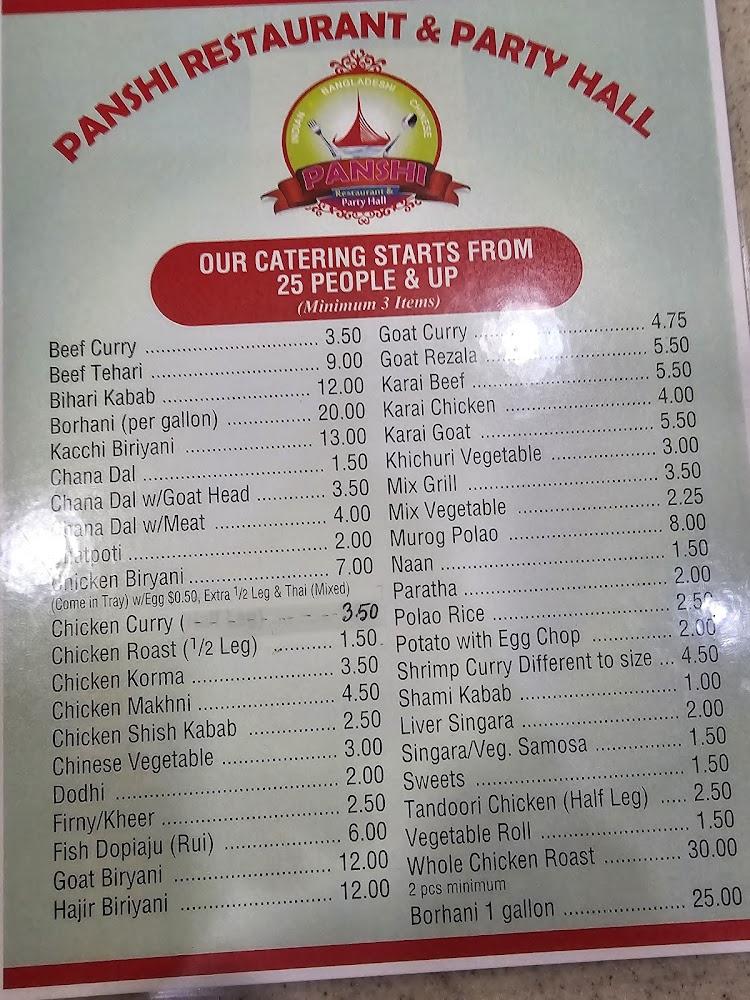 PANSHI RESTAURANT & PARTY HALL
INDIAN BANGLADESHI CHINESE
PANSHI
Restaurant &
Party Hall
OUR CATERING STARTS FROM
25 PEOPLE & UP
(Minimum 3 Items)
Beef Curry 3.50
Beef Tehari 9.00
Bihari Kabab 12.00
Borhani (per gallon) 20.00
Kacchi Biriyani 13.00
Chana Dal 1.50
Chana Dal w/Goat Head 3.50
Chana Dal w/Meat 4.00
2.00
Chicken Biryani 7.00
(Come in Tray) w/Egg $0.50, Extra 1/2 Leg & Thai (Mixed)
Chicken Curry ( 3.50
Chicken Roast (1/2 Leg) 1.50
Chicken Korma 3.50
Chicken Makhni 4.50
Chicken Shish Kabab 2.50
Chinese Vegetable 3.00
Dodhi 2.00
Firny/Kheer 2.50
Fish Dopiaju (Rui) 6.00
Goat Biryani 12.00
Hajir Biriyani 12.00
Goat Curry 4.75
Goat Rezala 5.50
Karai Beef 5.50
Karai Chicken 4.00
Karai Goat 5.50
Khichuri Vegetable 3.00
Mix Grill 3.50
Mix Vegetable 2.25
Murog Polao 8.00
Naan 1.50
Paratha 2.00
Polao Rice 2.50
Potato with Egg Chop 2.00
Shrimp Curry Different to size 4.50
Shami Kabab 1.00
Liver Singara 2.00
Singara/Veg. Samosa 1.50
Sweets 1.50
Tandoori Chicken (Half Leg) 2.50
Vegetable Roll 1.50
Whole Chicken Roast 30.00
2 pcs minimum
Borhani 1 gallon 25.00